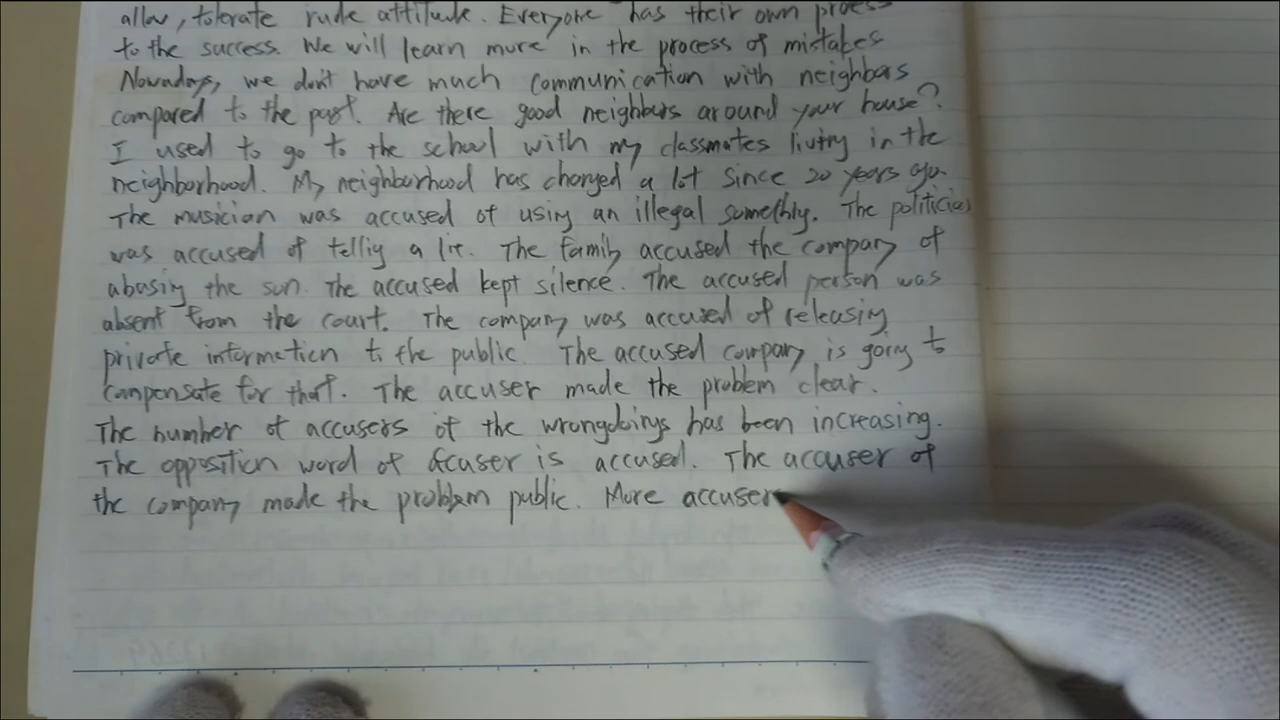 allow, tolerate rude attitude. Everyone has their own process
to the success. We will learn more in the process of mistakes
Nowadays, we don't have much communication with neighbors
compared to the past. Are there good neighbors around your house?
I used to go to the school with my classmates living in the
neighborhood. My neighborhood has changed a lot since 20 years ago.
The musician was accused of using an illegal something. The politician
was accused of telling a lie. The family accused the company of
abusing the son. The accused kept silence. The accused person was
absent from the court. The company was accused of releasing
private information to the public. The accused company is going to
compensate for that. The accuser made the problem clear.
The number of accusers of the wrongdoings has been increasing.
The opposition word of accuser is accused. The accuser of
the company made the problem public. More accusers